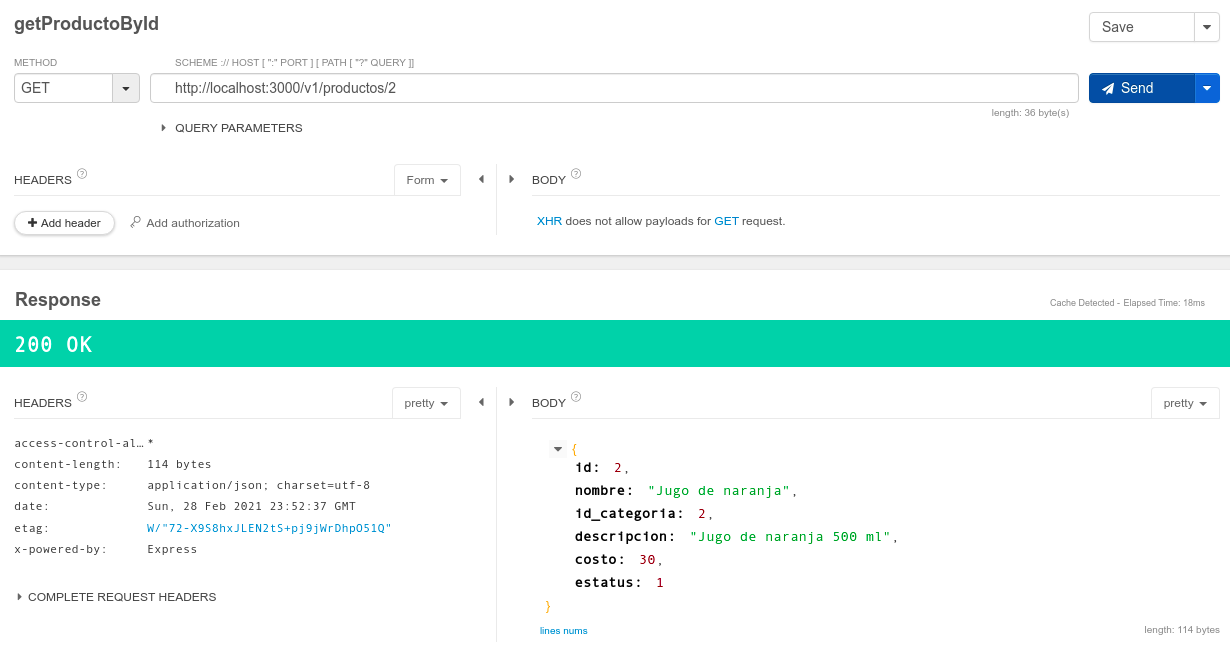 getProductoById
Save
METHOD
SCHEME :// HOST [ ":" PORT ] [ PATH [ "?" QUERY ]]
GET
http://localhost:3000/v1/productos/2
Send
length: 36 byte(s)
QUERY PARAMETERS
HEADERS ?
Form
BODY ?
+ Add header
Add authorization
XHR does not allow payloads for GET request.
Response
Cache Detected - Elapsed Time: 18ms
200 OK
HEADERS ?
pretty
BODY ?
pretty
access-control-al… *
content-length: 114 bytes
content-type: application/json; charset=utf-8
date: Sun, 28 Feb 2021 23:52:37 GMT
etag: W/"72-X9S8hxJLEN2tS+pj9jWrDhpO51Q"
x-powered-by: Express
COMPLETE REQUEST HEADERS
{
id: 2,
nombre: "Jugo de naranja",
id_categoria: 2,
descripcion: "Jugo de naranja 500 ml",
costo: 30,
estatus: 1
}
lines nums
length: 114 bytes